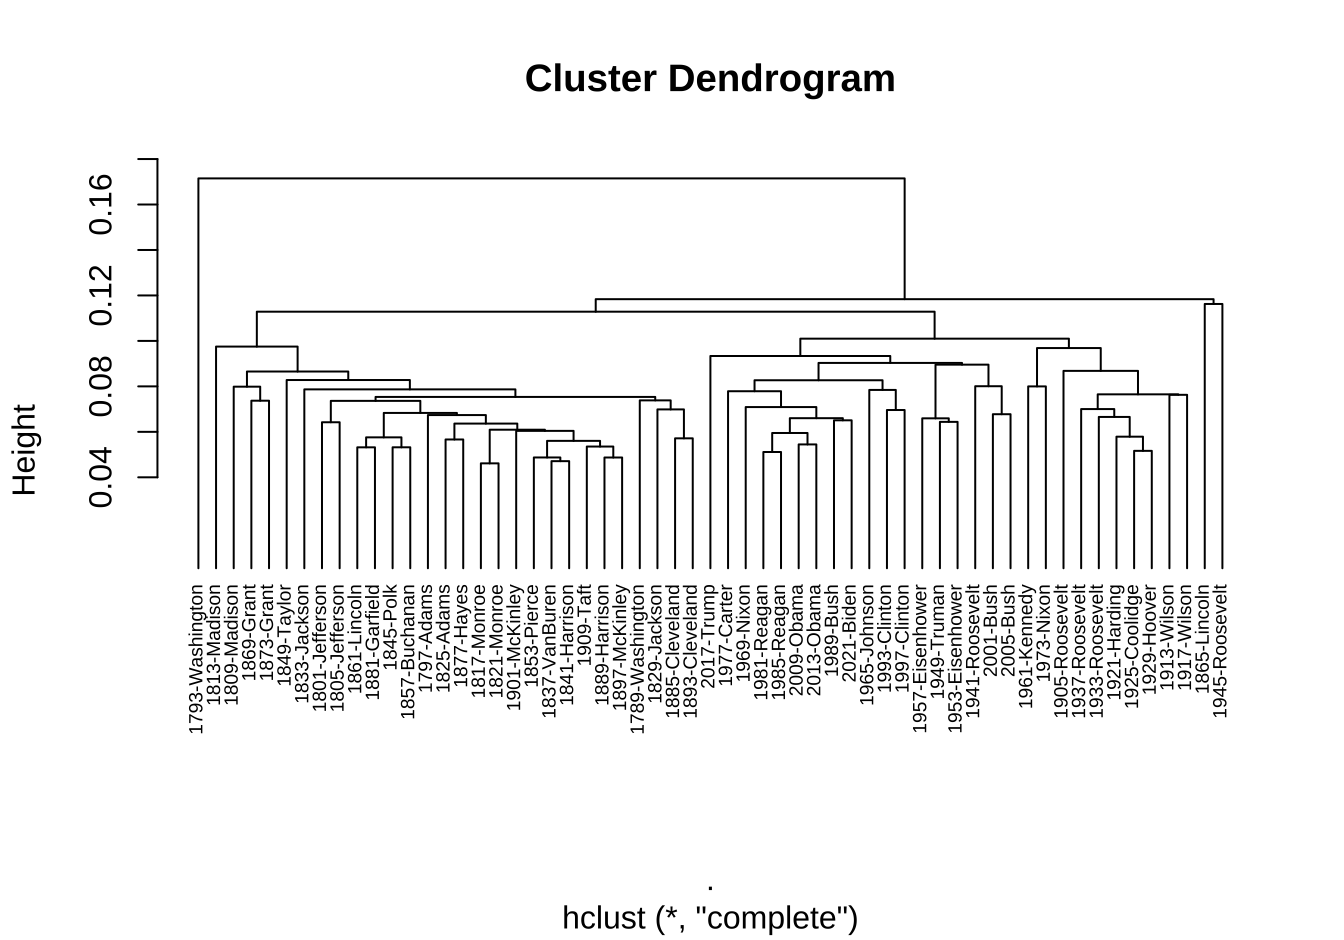 Cluster Dendrogram
Height
0.16
0.12
0.08
0.04
1793-Washington
1813-Madison
1809-Madison
1869-Grant
1873-Grant
1849-Taylor
1833-Jackson
1801-Jefferson
1805-Jefferson
1861-Lincoln
1881-Garfield
1845-Polk
1857-Buchanan
1797-Adams
1825-Adams
1877-Hayes
1817-Monroe
1821-Monroe
1901-McKinley
1853-Pierce
1837-VanBuren
1841-Harrison
1909-Taft
1889-Harrison
1897-McKinley
1789-Washington
1829-Jackson
1885-Cleveland
1893-Cleveland
2017-Trump
1977-Carter
1969-Nixon
1981-Reagan
1985-Reagan
2009-Obama
2013-Obama
1989-Bush
2021-Biden
1965-Johnson
1993-Clinton
1997-Clinton
1957-Eisenhower
1949-Truman
1953-Eisenhower
1941-Roosevelt
2001-Bush
2005-Bush
1961-Kennedy
1973-Nixon
1905-Roosevelt
1937-Roosevelt
1933-Roosevelt
1921-Harding
1925-Coolidge
1929-Hoover
1913-Wilson
1917-Wilson
1865-Lincoln
1945-Roosevelt
.
hclust (*, "complete")